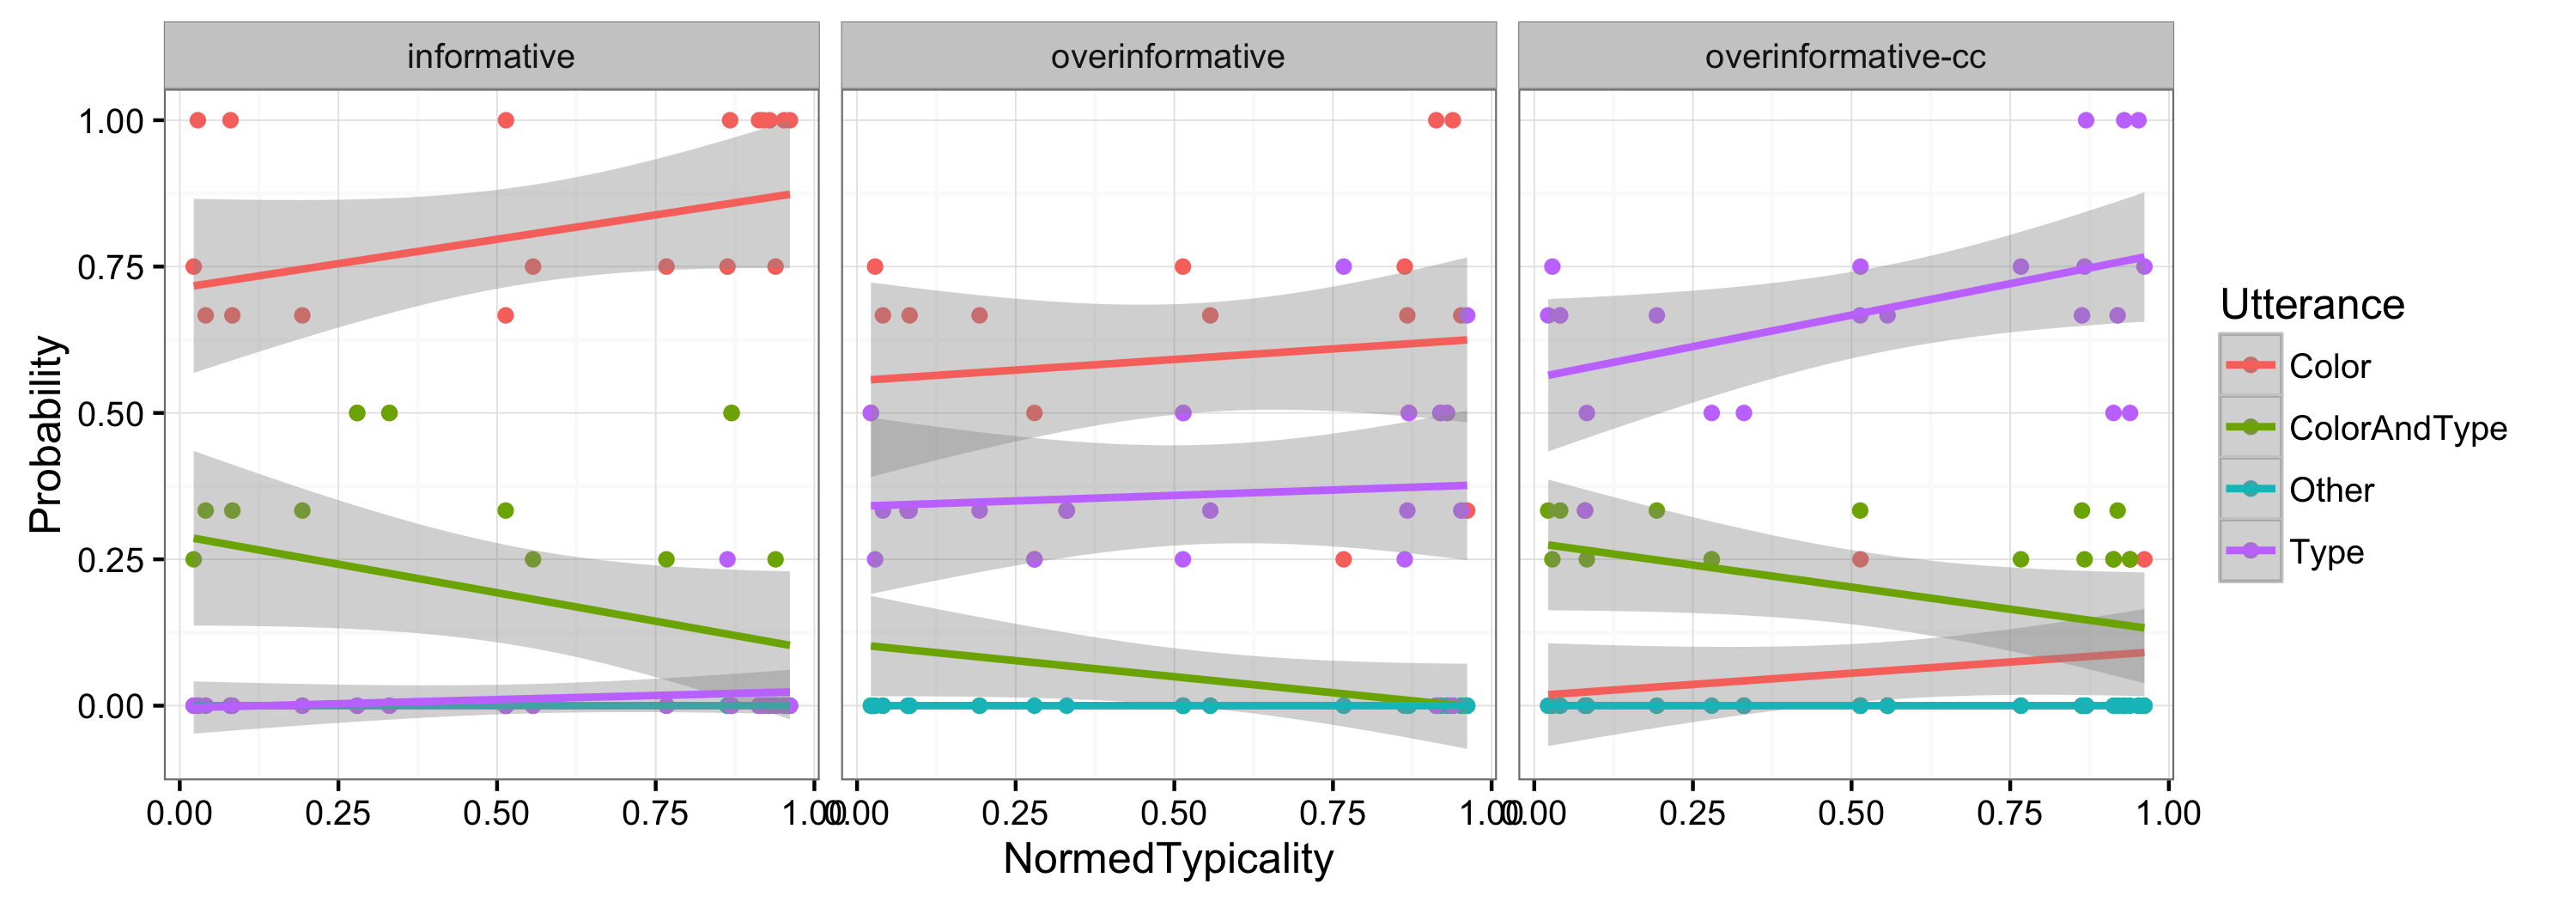 informative overinformative overinformative-cc
1.00
0.75
0.50
0.25
0.00
Probability
0.00 0.25 0.50 0.75 1.00 0.00 0.25 0.50 0.75 1.00 0.00 0.25 0.50 0.75 1.00
NormedTypicality
Utterance
Color
ColorAndType
Other
Type